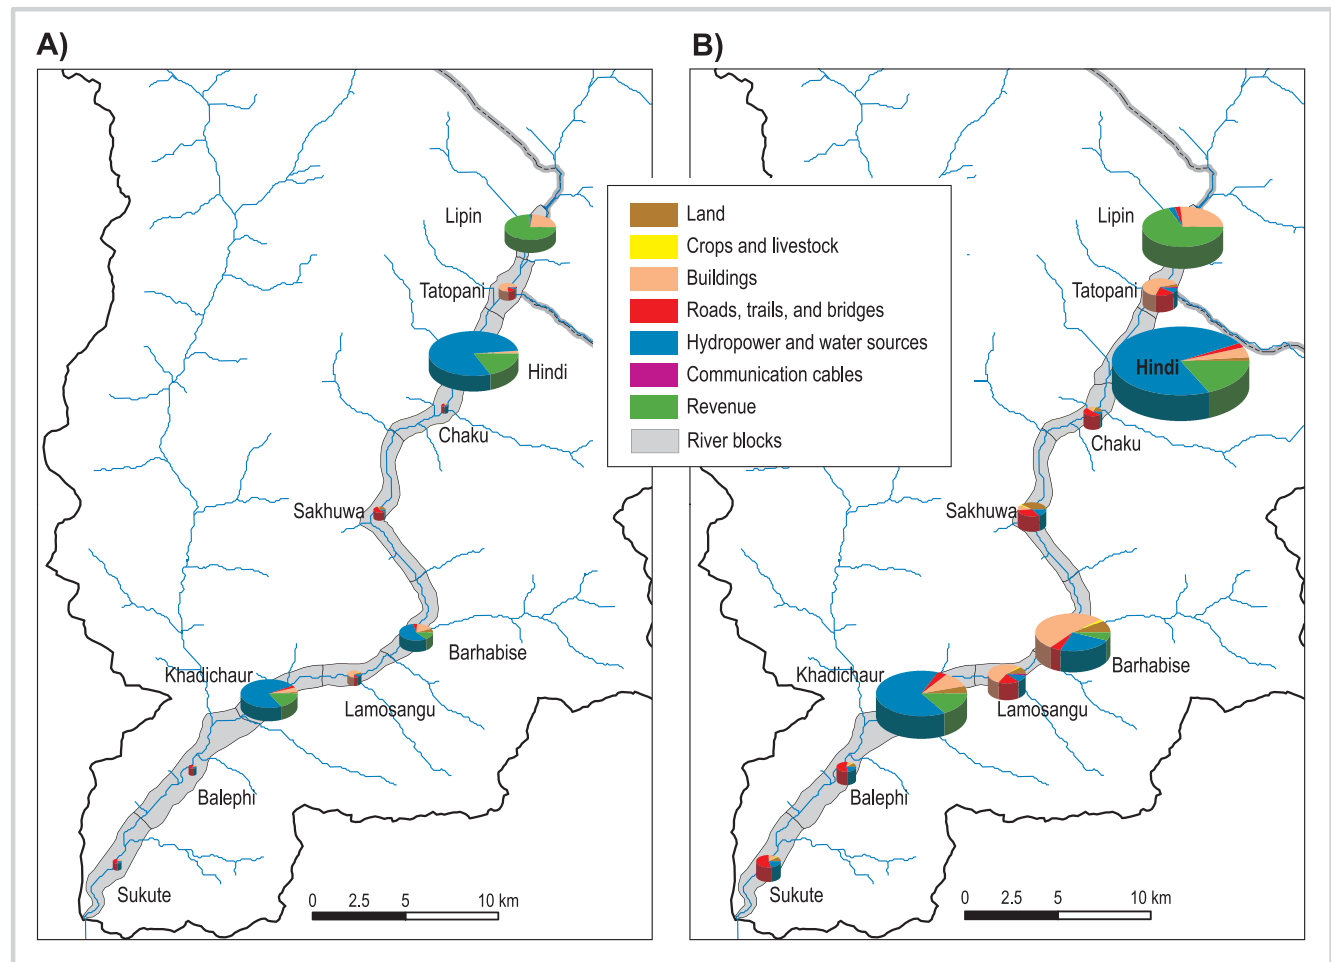 A)
B)
Lipin
Tatopani
Hindi
Chaku
Sakhuwa
Barhabise
Khadichaur
Lamosangu
Balephi
Sukute
0 2.5 5 10 km
Land
Crops and livestock
Buildings
Roads, trails, and bridges
Hydropower and water sources
Communication cables
Revenue
River blocks
Lipin
Tatopani
Hindi
Chaku
Sakhuwa
Barhabise
Khadichaur
Lamosangu
Balephi
Sukute
0 2.5 5 10 km